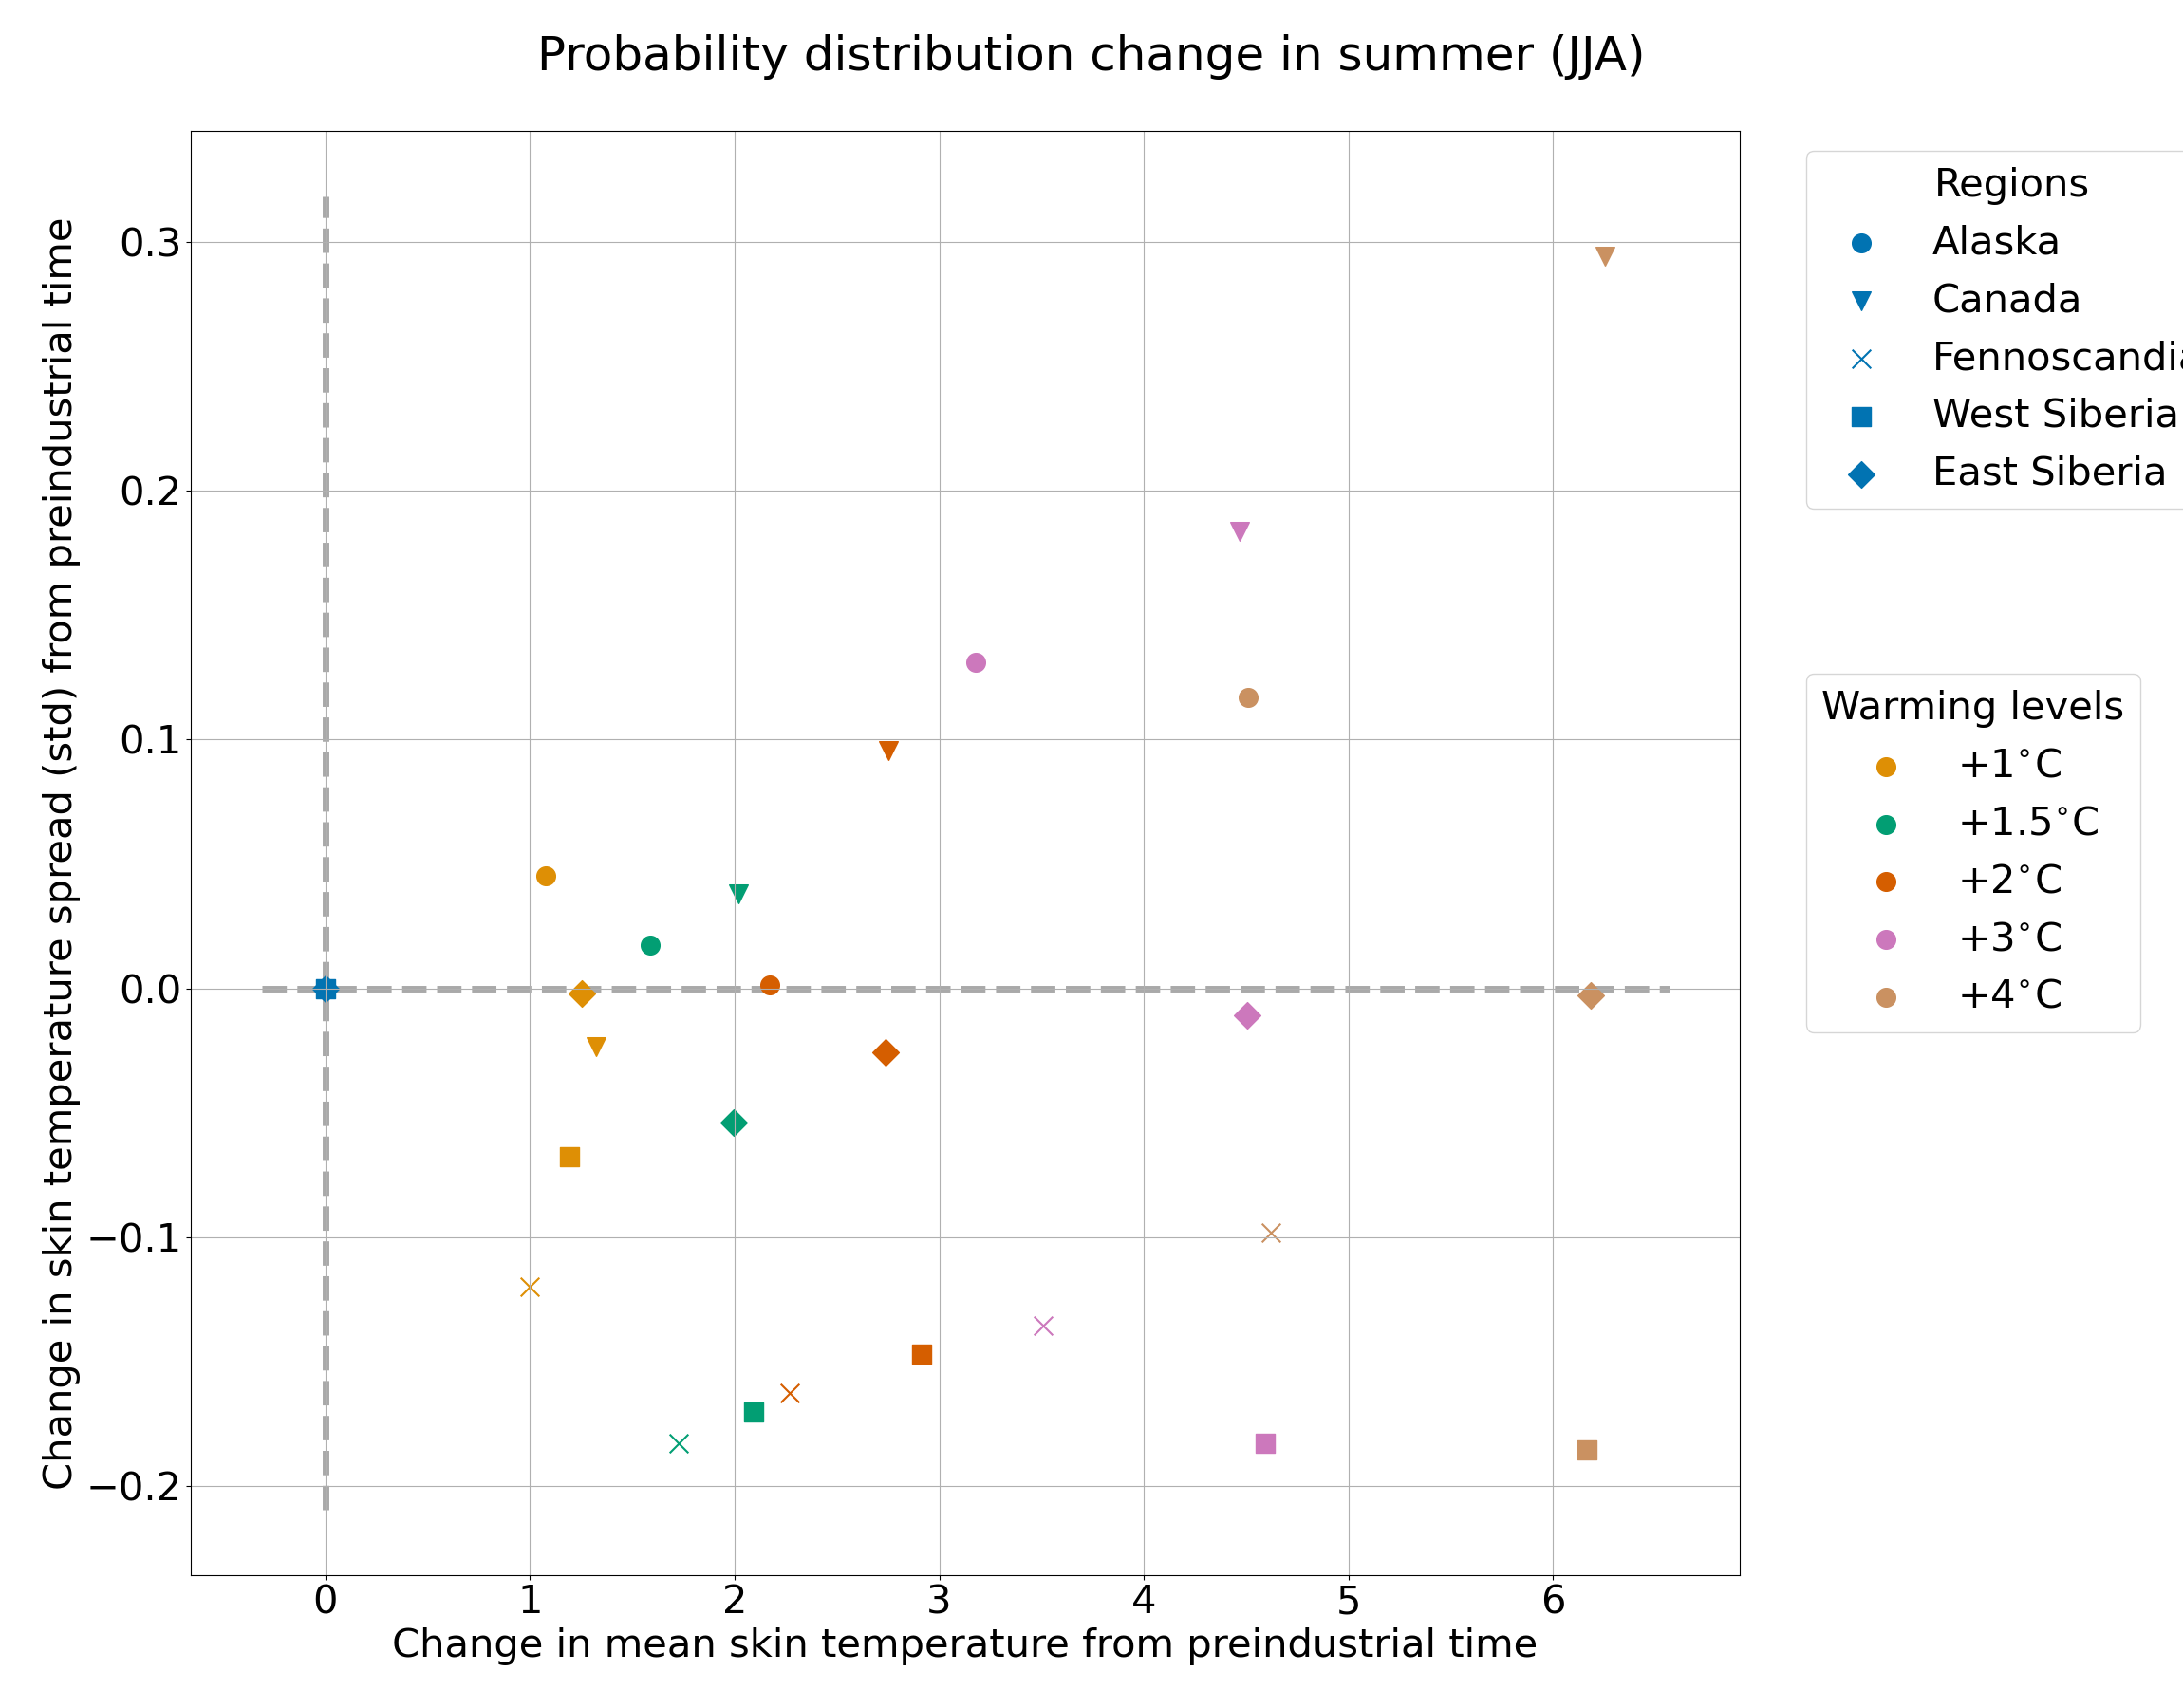 Probability distribution change in summer (JJA)
Change in skin temperature spread (std) from preindustrial time
0.3
0.2
0.1
0.0
−0.1
−0.2
0 1 2 3 4 5 6
Change in mean skin temperature from preindustrial time
Regions
Alaska
Canada
Fennoscandia
West Siberia
East Siberia
Warming levels
+1°C
+1.5°C
+2°C
+3°C
+4°C